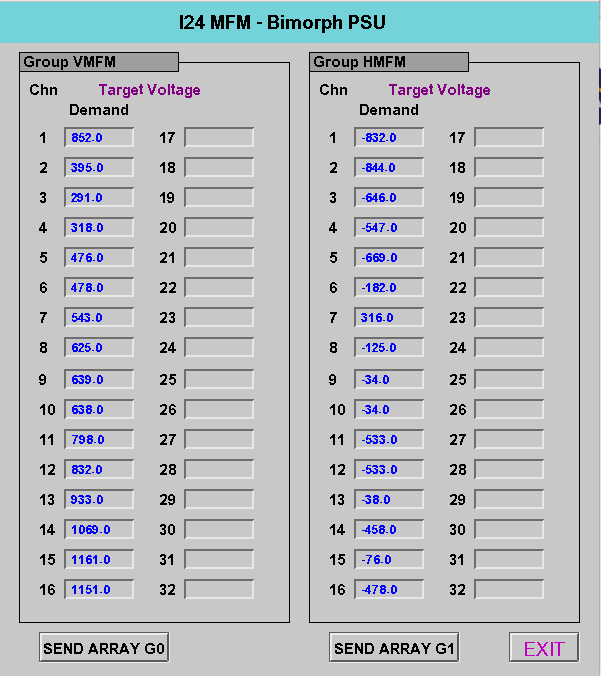 I24 MFM - Bimorph PSU
Group VMFM
Chn Target Voltage
Demand
1 852.0 17
2 395.0 18
3 291.0 19
4 318.0 20
5 476.0 21
6 478.0 22
7 543.0 23
8 625.0 24
9 639.0 25
10 638.0 26
11 798.0 27
12 832.0 28
13 933.0 29
14 1069.0 30
15 1161.0 31
16 1151.0 32
SEND ARRAY G0
Group HMFM
Chn Target Voltage
Demand
1 -832.0 17
2 -844.0 18
3 -646.0 19
4 -547.0 20
5 -669.0 21
6 -182.0 22
7 316.0 23
8 -125.0 24
9 -34.0 25
10 -34.0 26
11 -533.0 27
12 -533.0 28
13 -38.0 29
14 -458.0 30
15 -76.0 31
16 -478.0 32
SEND ARRAY G1
EXIT